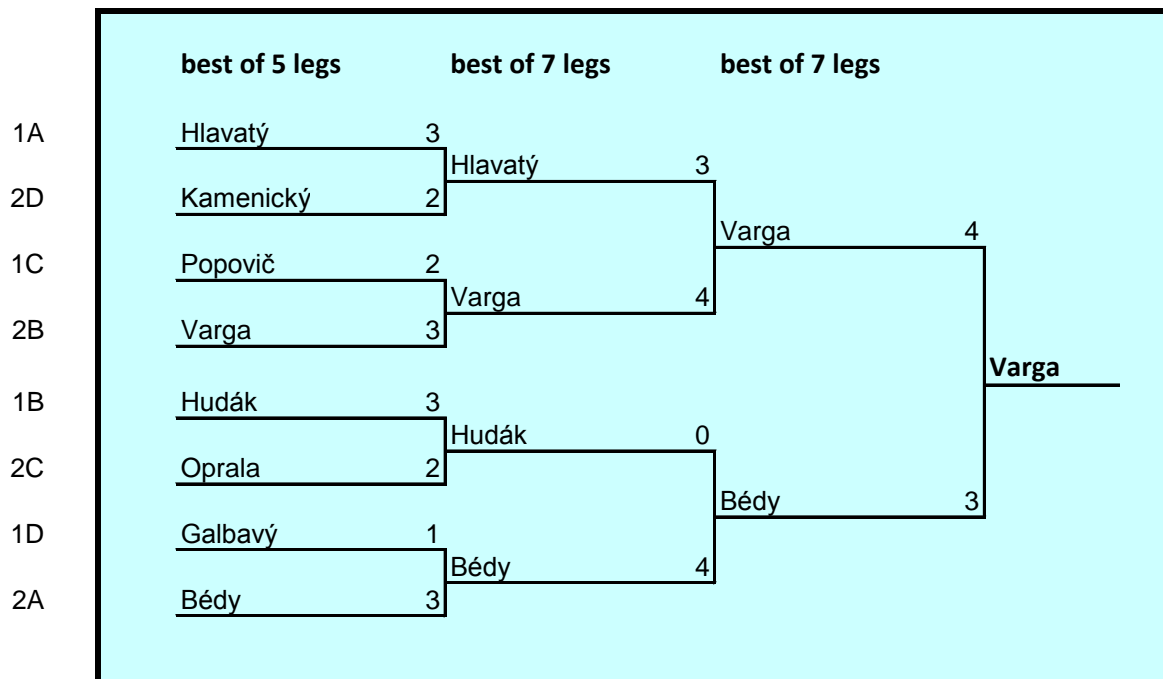 best of 5 legs best of 7 legs best of 7 legs
1A Hlavatý 3
Hlavatý 3
2D Kamenický 2
Varga 4
1C Popovič 2
Varga 4
2B Varga 3
Varga
1B Hudák 3
Hudák 0
2C Oprala 2
Bédy 3
1D Galbavý 1
Bédy 4
2A Bédy 3